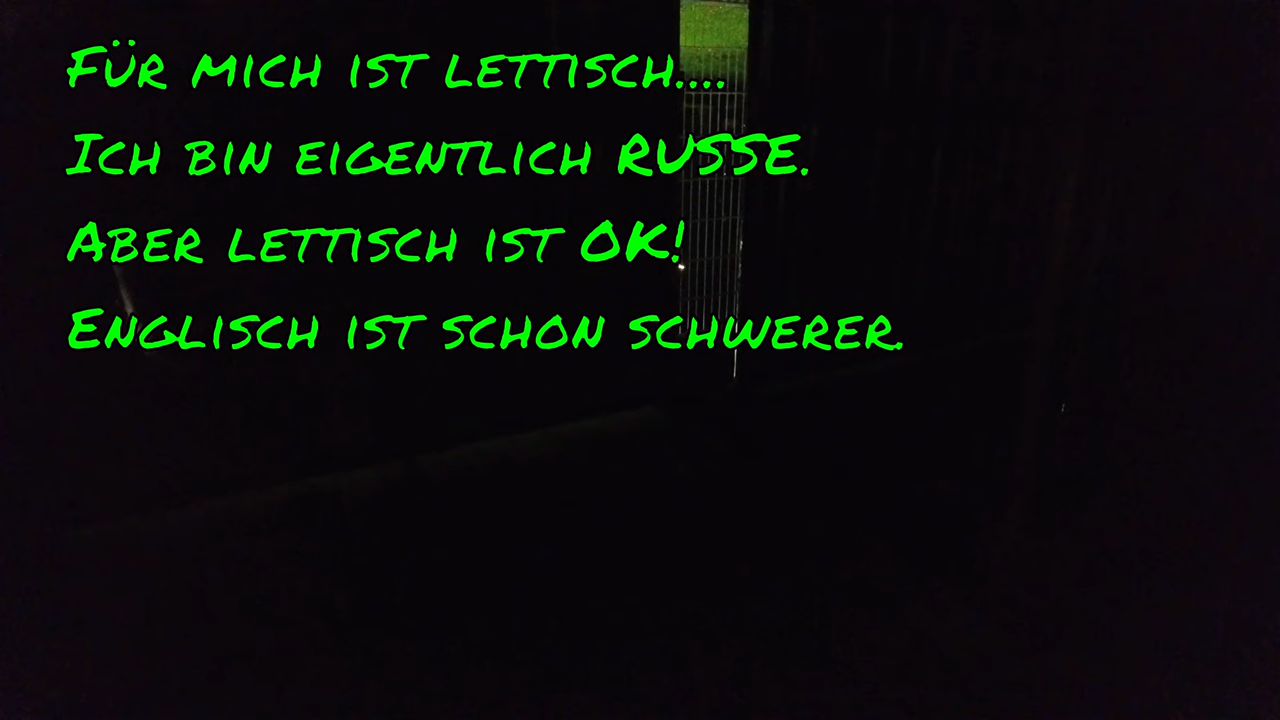 Für mich ist lettisch....
Ich bin eigentlich RUSSE.
Aber lettisch ist OK!
Englisch ist schon schwerer.